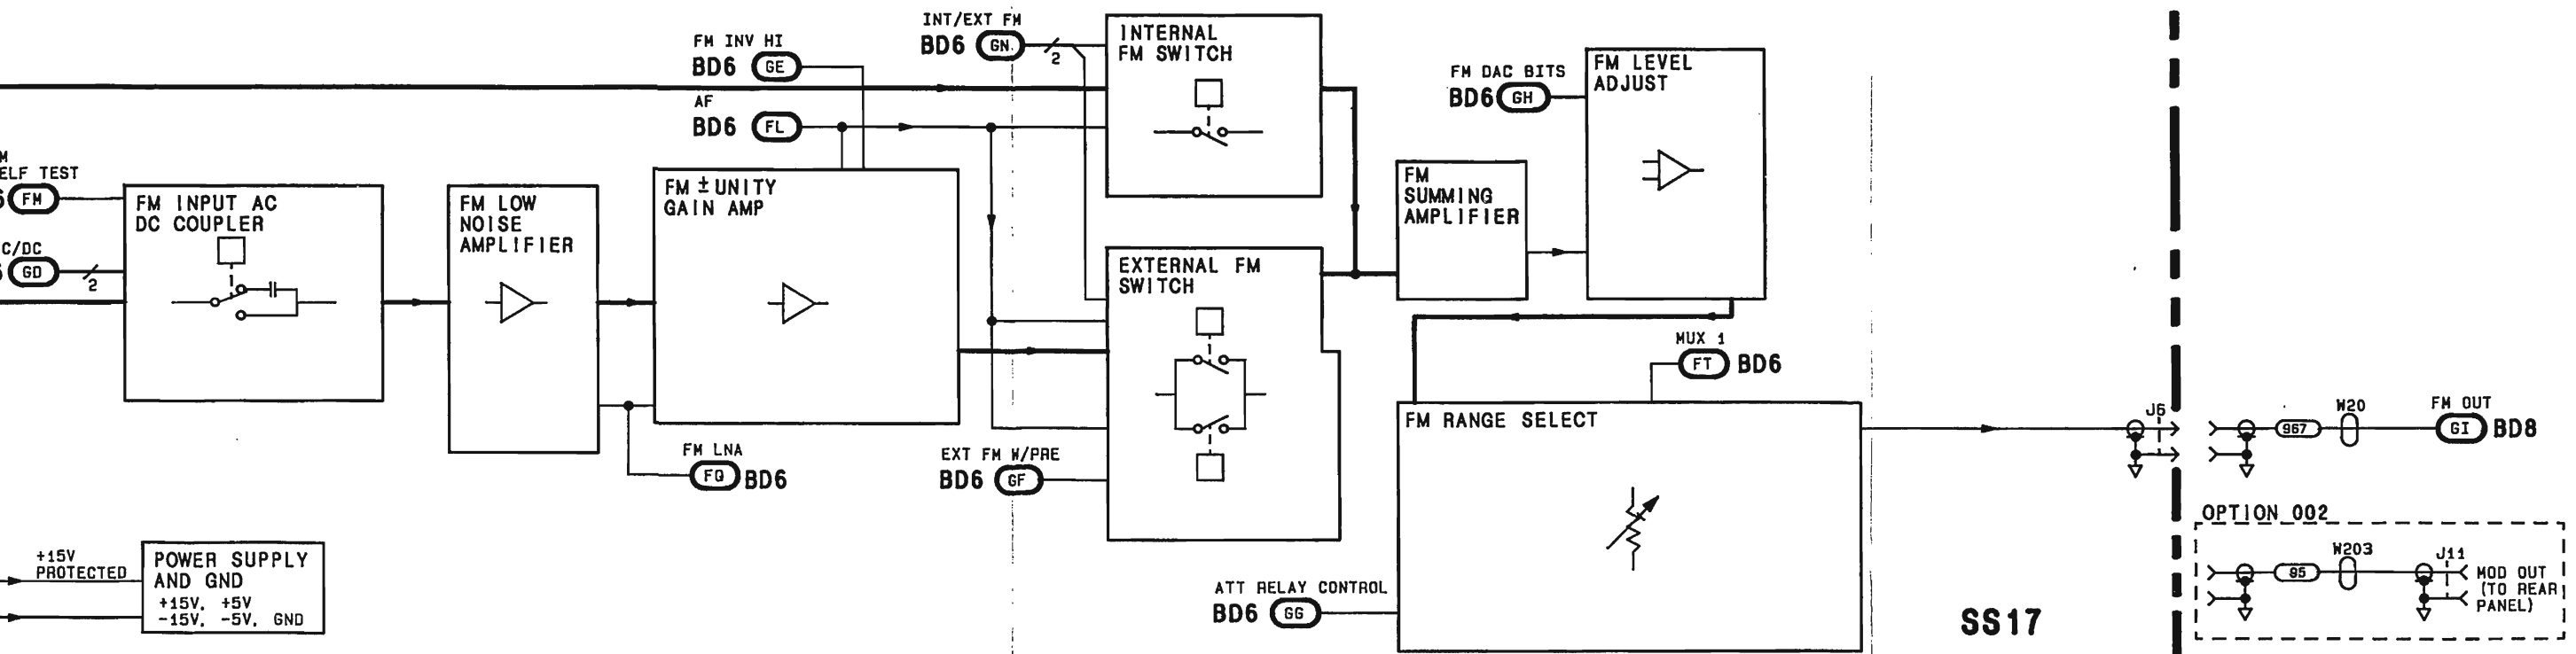 INT/EXT FM
BD6 GN
2
FM INV HI
BD6 GE
AF
BD6 FL
INTERNAL
FM SWITCH
FM DAC BITS
BD6 GH
FM LEVEL
ADJUST
M
ELF TEST
6 FM
C/DC
6 GD
2
FM INPUT AC
DC COUPLER
FM LOW
NOISE
AMPLIFIER
FM ±UNITY
GAIN AMP
FM
SUMMING
AMPLIFIER
EXTERNAL FM
SWITCH
MUX 1
FT BD6
FM LNA
FQ BD6
EXT FM W/PRE
BD6 GF
FM RANGE SELECT
J6
967
W20
FM OUT
GI BD8
+15V
PROTECTED
POWER SUPPLY
AND GND
+15V, +5V
-15V, -5V, GND
ATT RELAY CONTROL
BD6 GG
SS17
OPTION 002
95
W203
J11
MOD OUT
(TO REAR
PANEL)